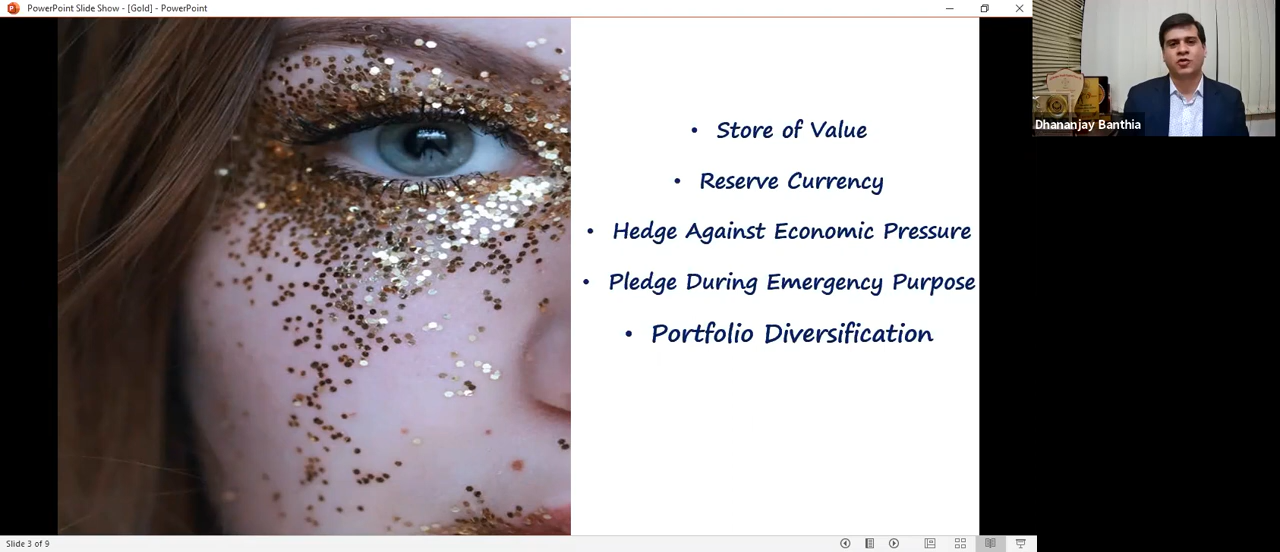 PowerPoint Slide Show - [Gold] - PowerPoint
• Store of Value
• Reserve Currency
• Hedge Against Economic Pressure
• Pledge During Emergency Purpose
• Portfolio Diversification
Dhananjay Banthia
Slide 3 of 9